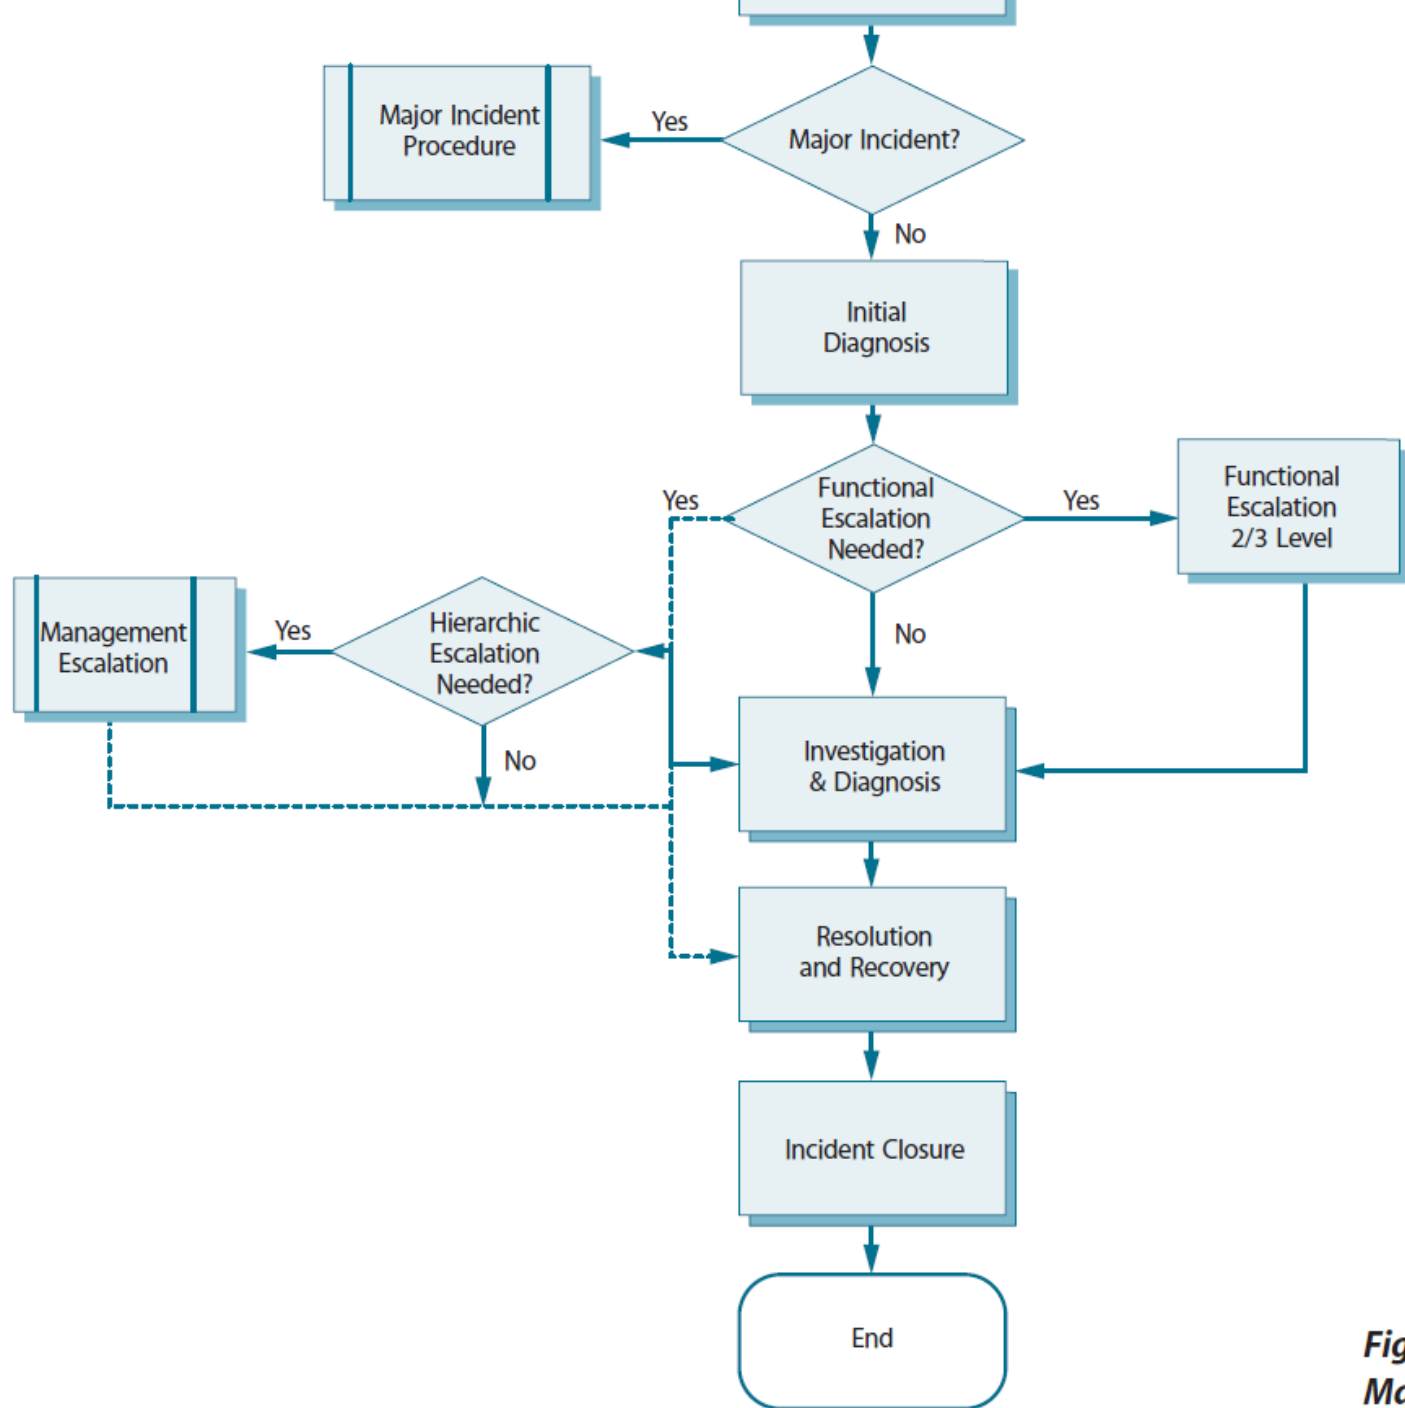 Major Incident
Procedure
Yes
Major Incident?
No
Initial
Diagnosis
Yes
Functional
Escalation
Needed?
Yes
Functional
Escalation
2/3 Level
Management
Escalation
Yes
Hierarchic
Escalation
Needed?
No
No
Investigation
& Diagnosis
Resolution
and Recovery
Incident Closure
End